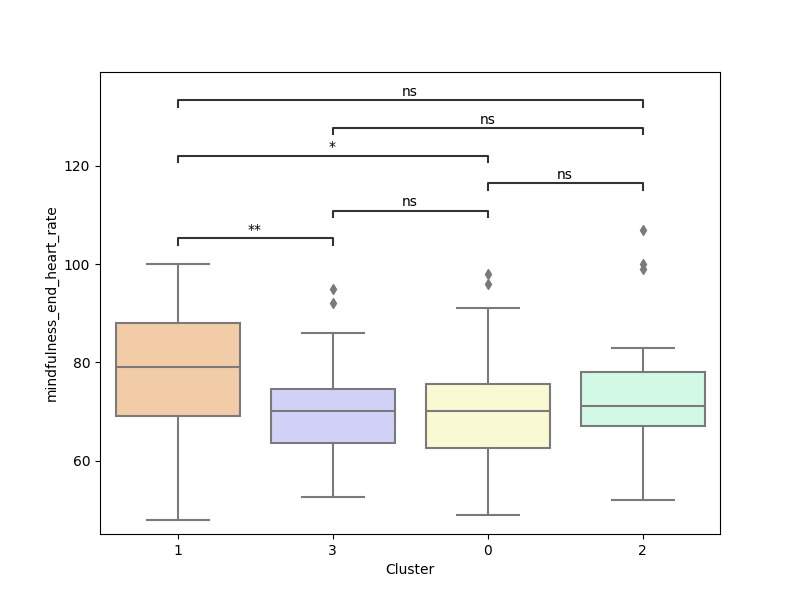 ns
ns
*
ns
ns
**
120
100
80
60
mindfulness_end_heart_rate
1 3 0 2
Cluster